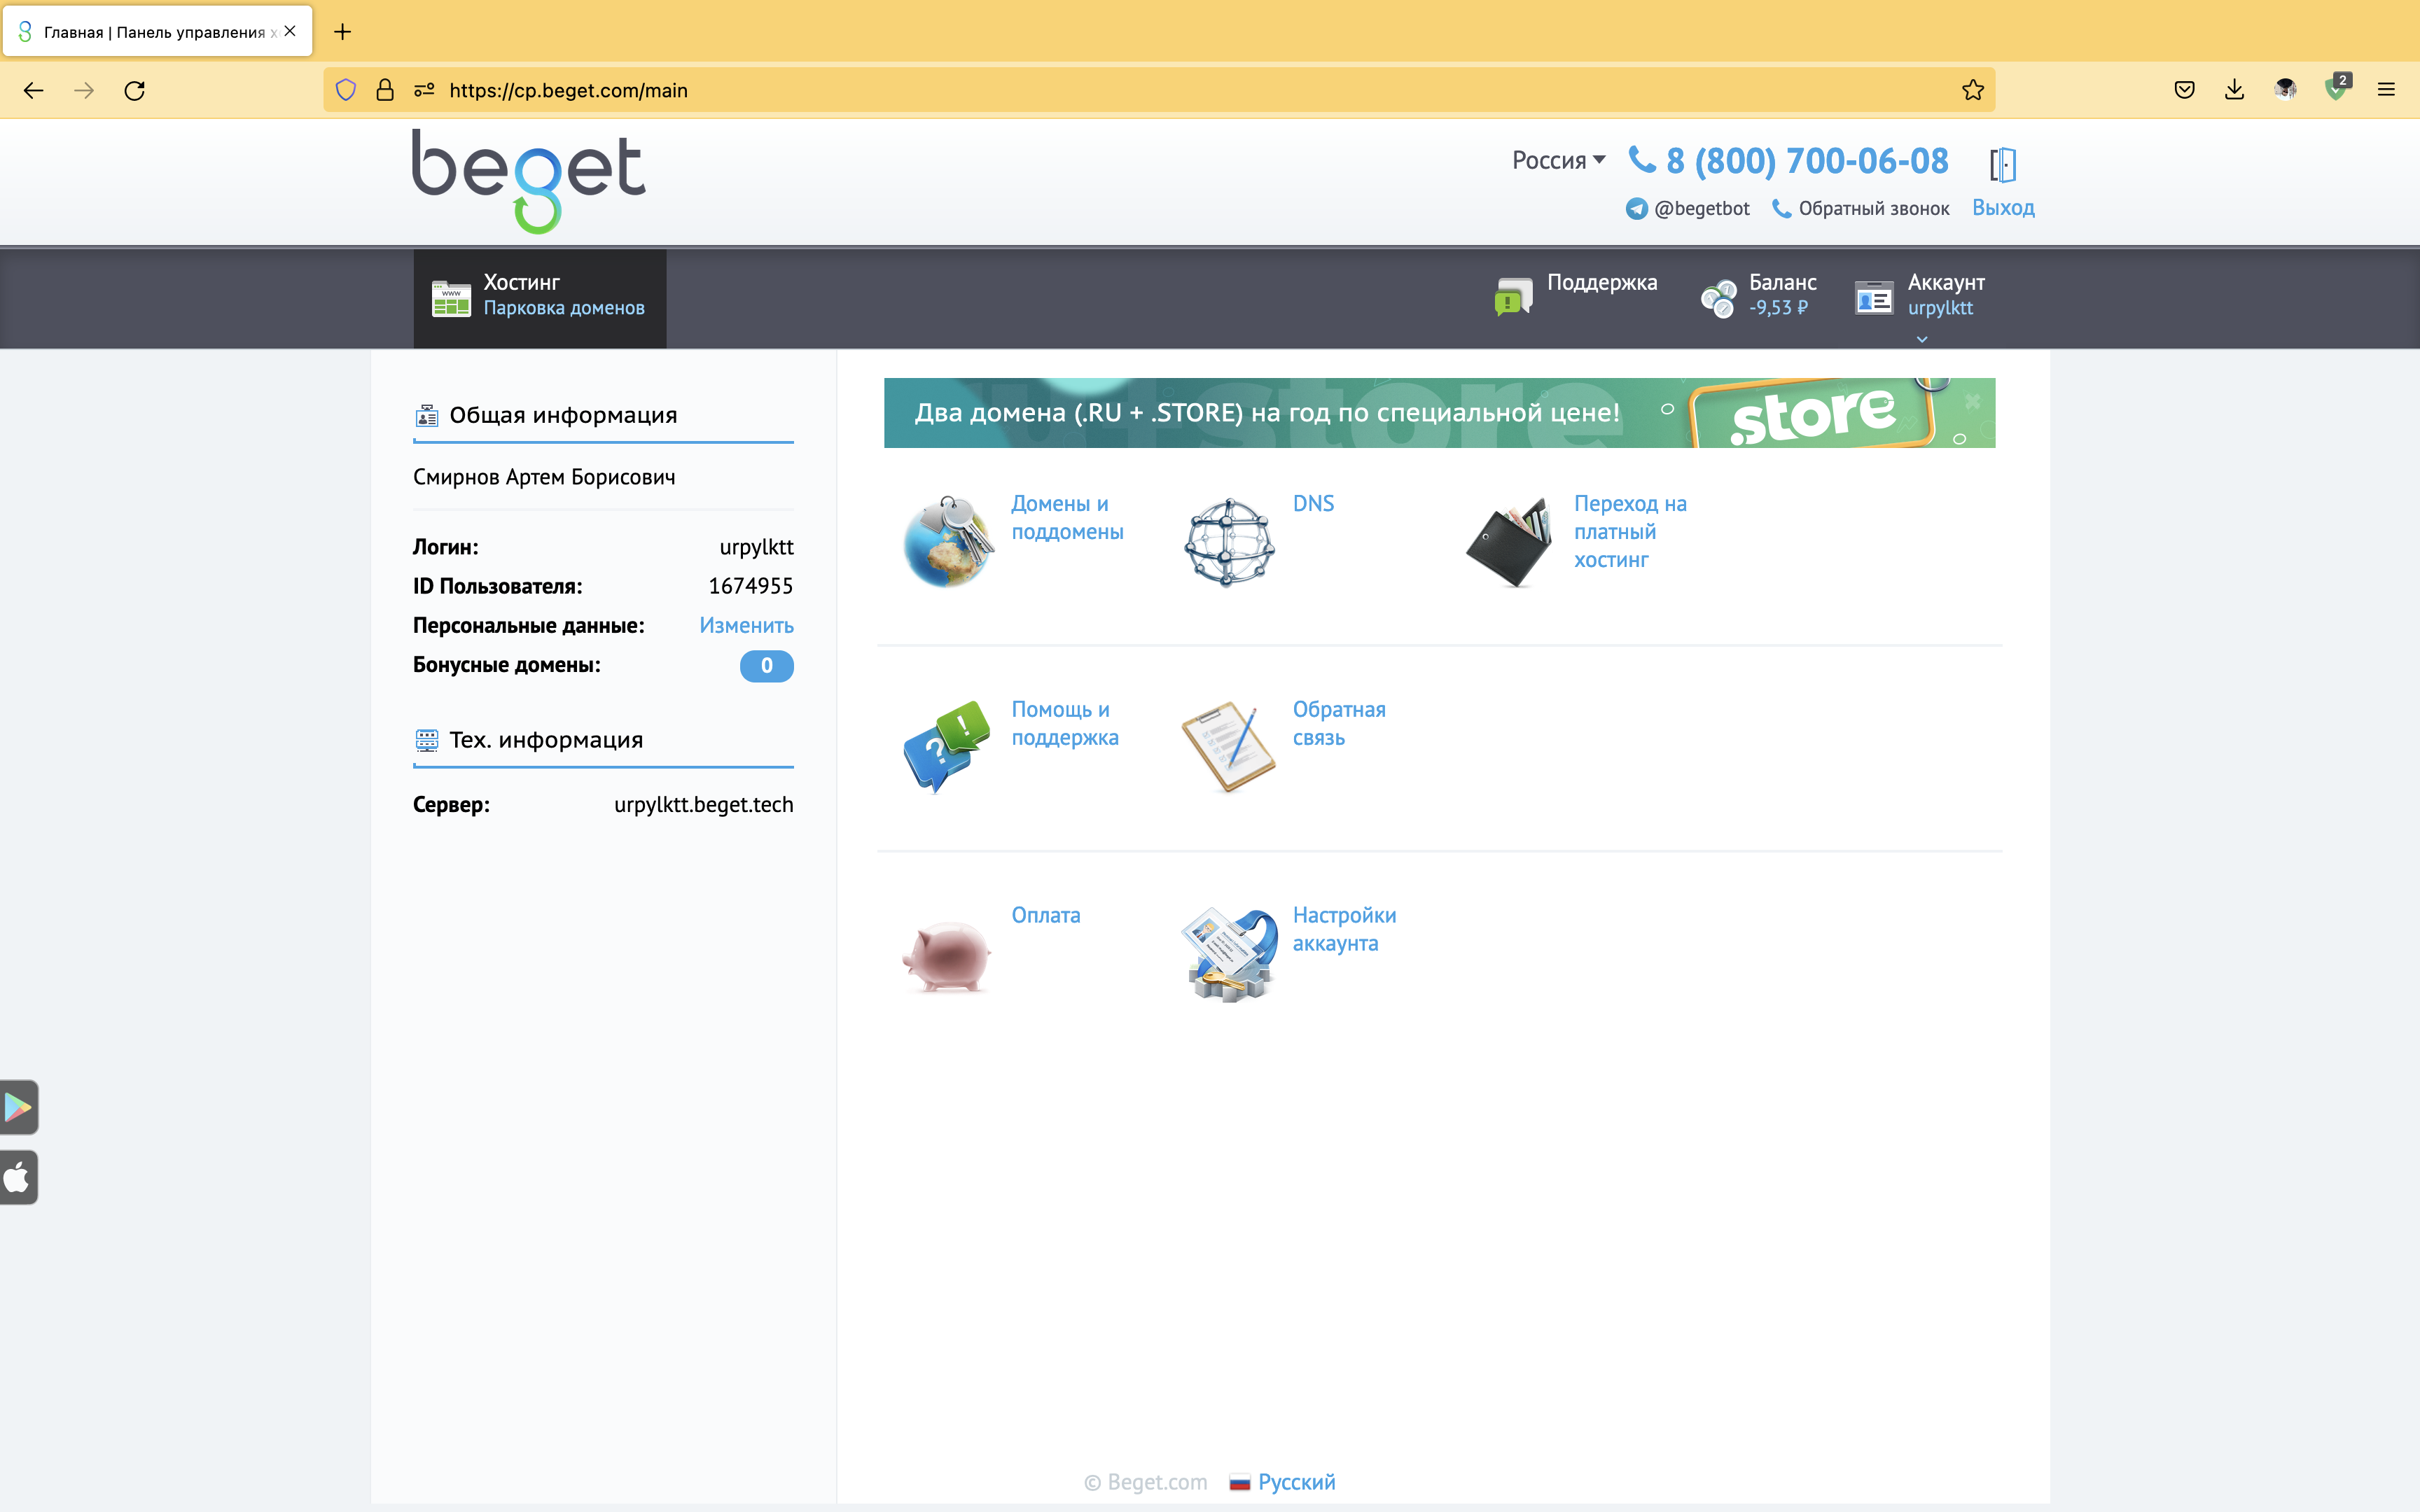 Главная | Панель управления х
https://cp.beget.com/main
2
beget
Россия
8 (800) 700-06-08
@begetbot
Обратный звонок
Выход
www
Хостинг
Парковка доменов
Поддержка
Баланс
-9,53 ₽
Аккаунт
urpylktt
Общая информация
Смирнов Артем Борисович
Логин: urpylktt
ID Пользователя: 1674955
Персональные данные: Изменить
Бонусные домены: 0
Тех. информация
Сервер: urpylktt.beget.tech
Два домена (.RU + .STORE) на год по специальной цене!
.store
Домены и
поддомены
DNS
Переход на
платный
хостинг
Помощь и
поддержка
Обратная
связь
Оплата
Настройки
аккаунта
© Beget.com
Русский